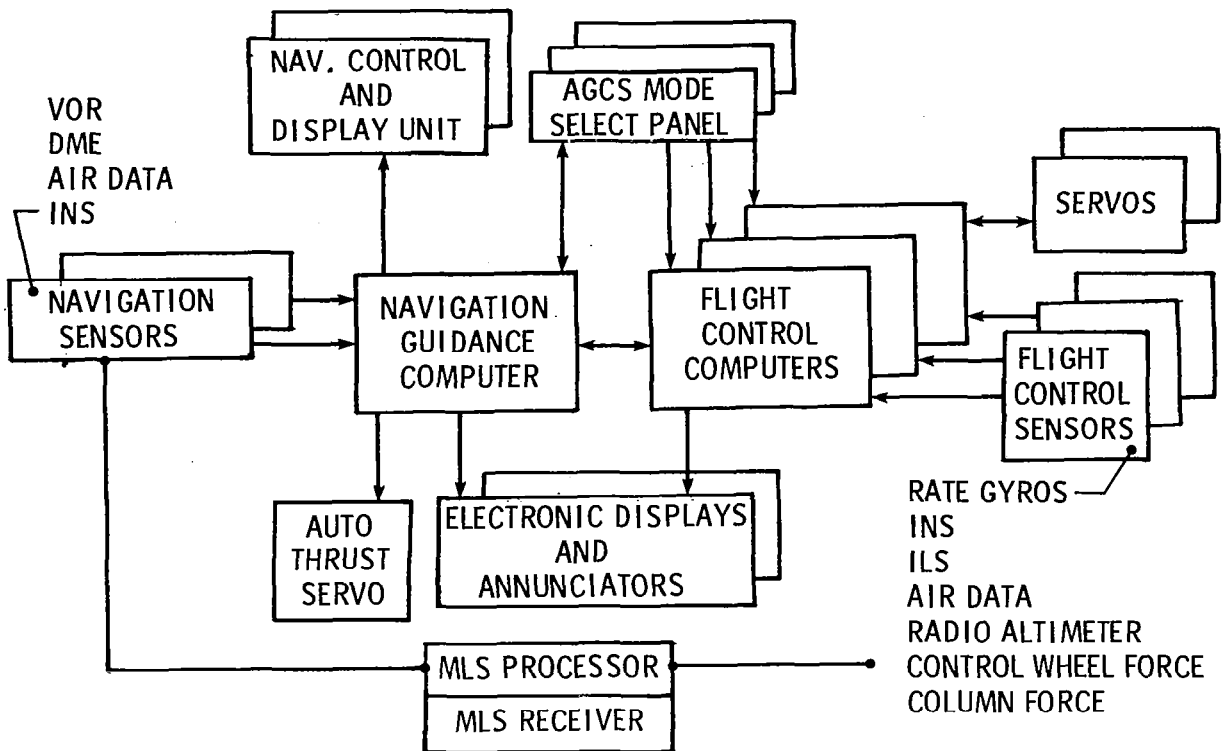 NAV. CONTROL
AND
DISPLAY UNIT
AGCS MODE
SELECT PANEL
VOR
DME
AIR DATA
INS
SERVOS
NAVIGATION
SENSORS
NAVIGATION
GUIDANCE
COMPUTER
FLIGHT
CONTROL
COMPUTERS
FLIGHT
CONTROL
SENSORS
AUTO
THRUST
SERVO
ELECTRONIC DISPLAYS
AND
ANNUNCIATORS
RATE GYROS
INS
ILS
AIR DATA
RADIO ALTIMETER
CONTROL WHEEL FORCE
COLUMN FORCE
MLS PROCESSOR
MLS RECEIVER